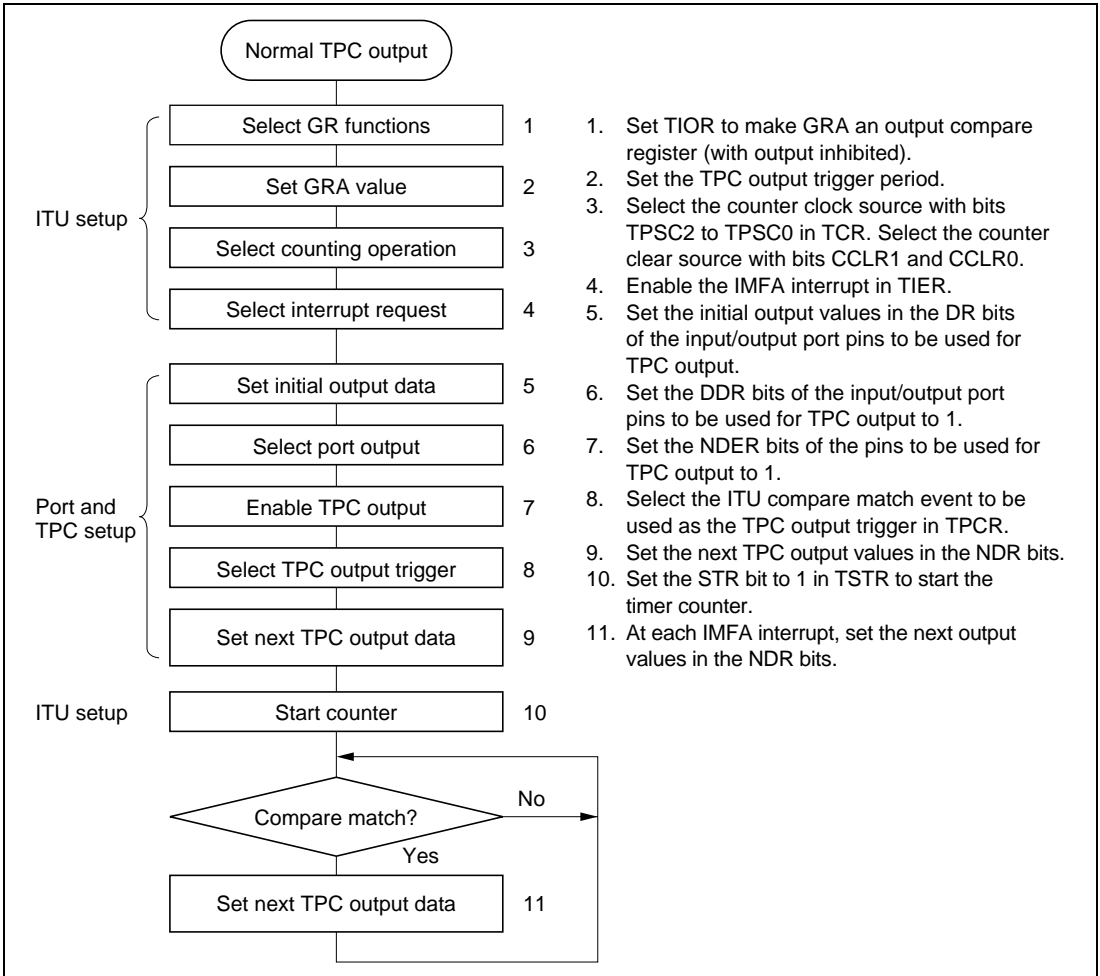 Normal TPC output
ITU setup
Select GR functions 1
Set GRA value 2
Select counting operation 3
Select interrupt request 4
Port and
TPC setup
Set initial output data 5
Select port output 6
Enable TPC output 7
Select TPC output trigger 8
Set next TPC output data 9
ITU setup
Start counter 10
Compare match?
No
Yes
Set next TPC output data 11
1. Set TIOR to make GRA an output compare
register (with output inhibited).
2. Set the TPC output trigger period.
3. Select the counter clock source with bits
TPSC2 to TPSC0 in TCR. Select the counter
clear source with bits CCLR1 and CCLR0.
4. Enable the IMFA interrupt in TIER.
5. Set the initial output values in the DR bits
of the input/output port pins to be used for
TPC output.
6. Set the DDR bits of the input/output port
pins to be used for TPC output to 1.
7. Set the NDER bits of the pins to be used for
TPC output to 1.
8. Select the ITU compare match event to be
used as the TPC output trigger in TPCR.
9. Set the next TPC output values in the NDR bits.
10. Set the STR bit to 1 in TSTR to start the
timer counter.
11. At each IMFA interrupt, set the next output
values in the NDR bits.